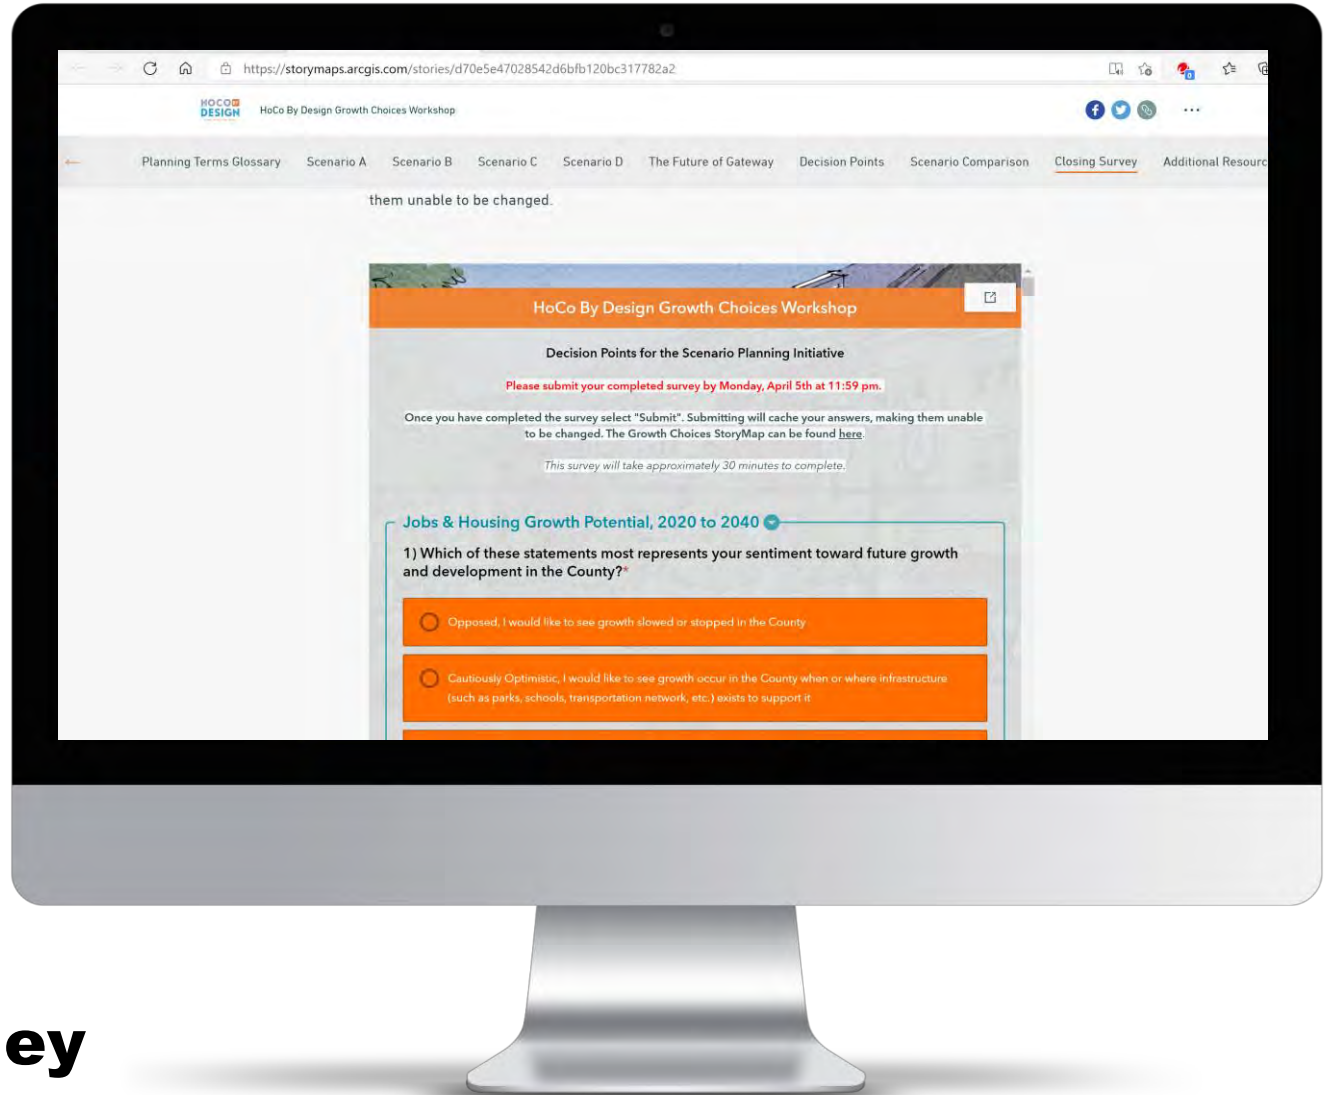 https://storymaps.arcgis.com/stories/d70e5e47028542d6bfb120bc317782a2
HOCO BY
DESIGN
HoCo By Design Growth Choices Workshop
Planning Terms Glossary Scenario A Scenario B Scenario C Scenario D The Future of Gateway Decision Points Scenario Comparison Closing Survey Additional Resourc
them unable to be changed.
HoCo By Design Growth Choices Workshop
Decision Points for the Scenario Planning Initiative
Please submit your completed survey by Monday, April 5th at 11:59 pm.
Once you have completed the survey select "Submit". Submitting will cache your answers, making them unable
to be changed. The Growth Choices StoryMap can be found here.
This survey will take approximately 30 minutes to complete.
Jobs & Housing Growth Potential, 2020 to 2040
1) Which of these statements most represents your sentiment toward future growth
and development in the County?*
Opposed, I would like to see growth slowed or stopped in the County
Cautiously Optimistic, I would like to see growth occur in the County when or where infrastructure
(such as parks, schools, transportation network, etc.) exists to support it
ey